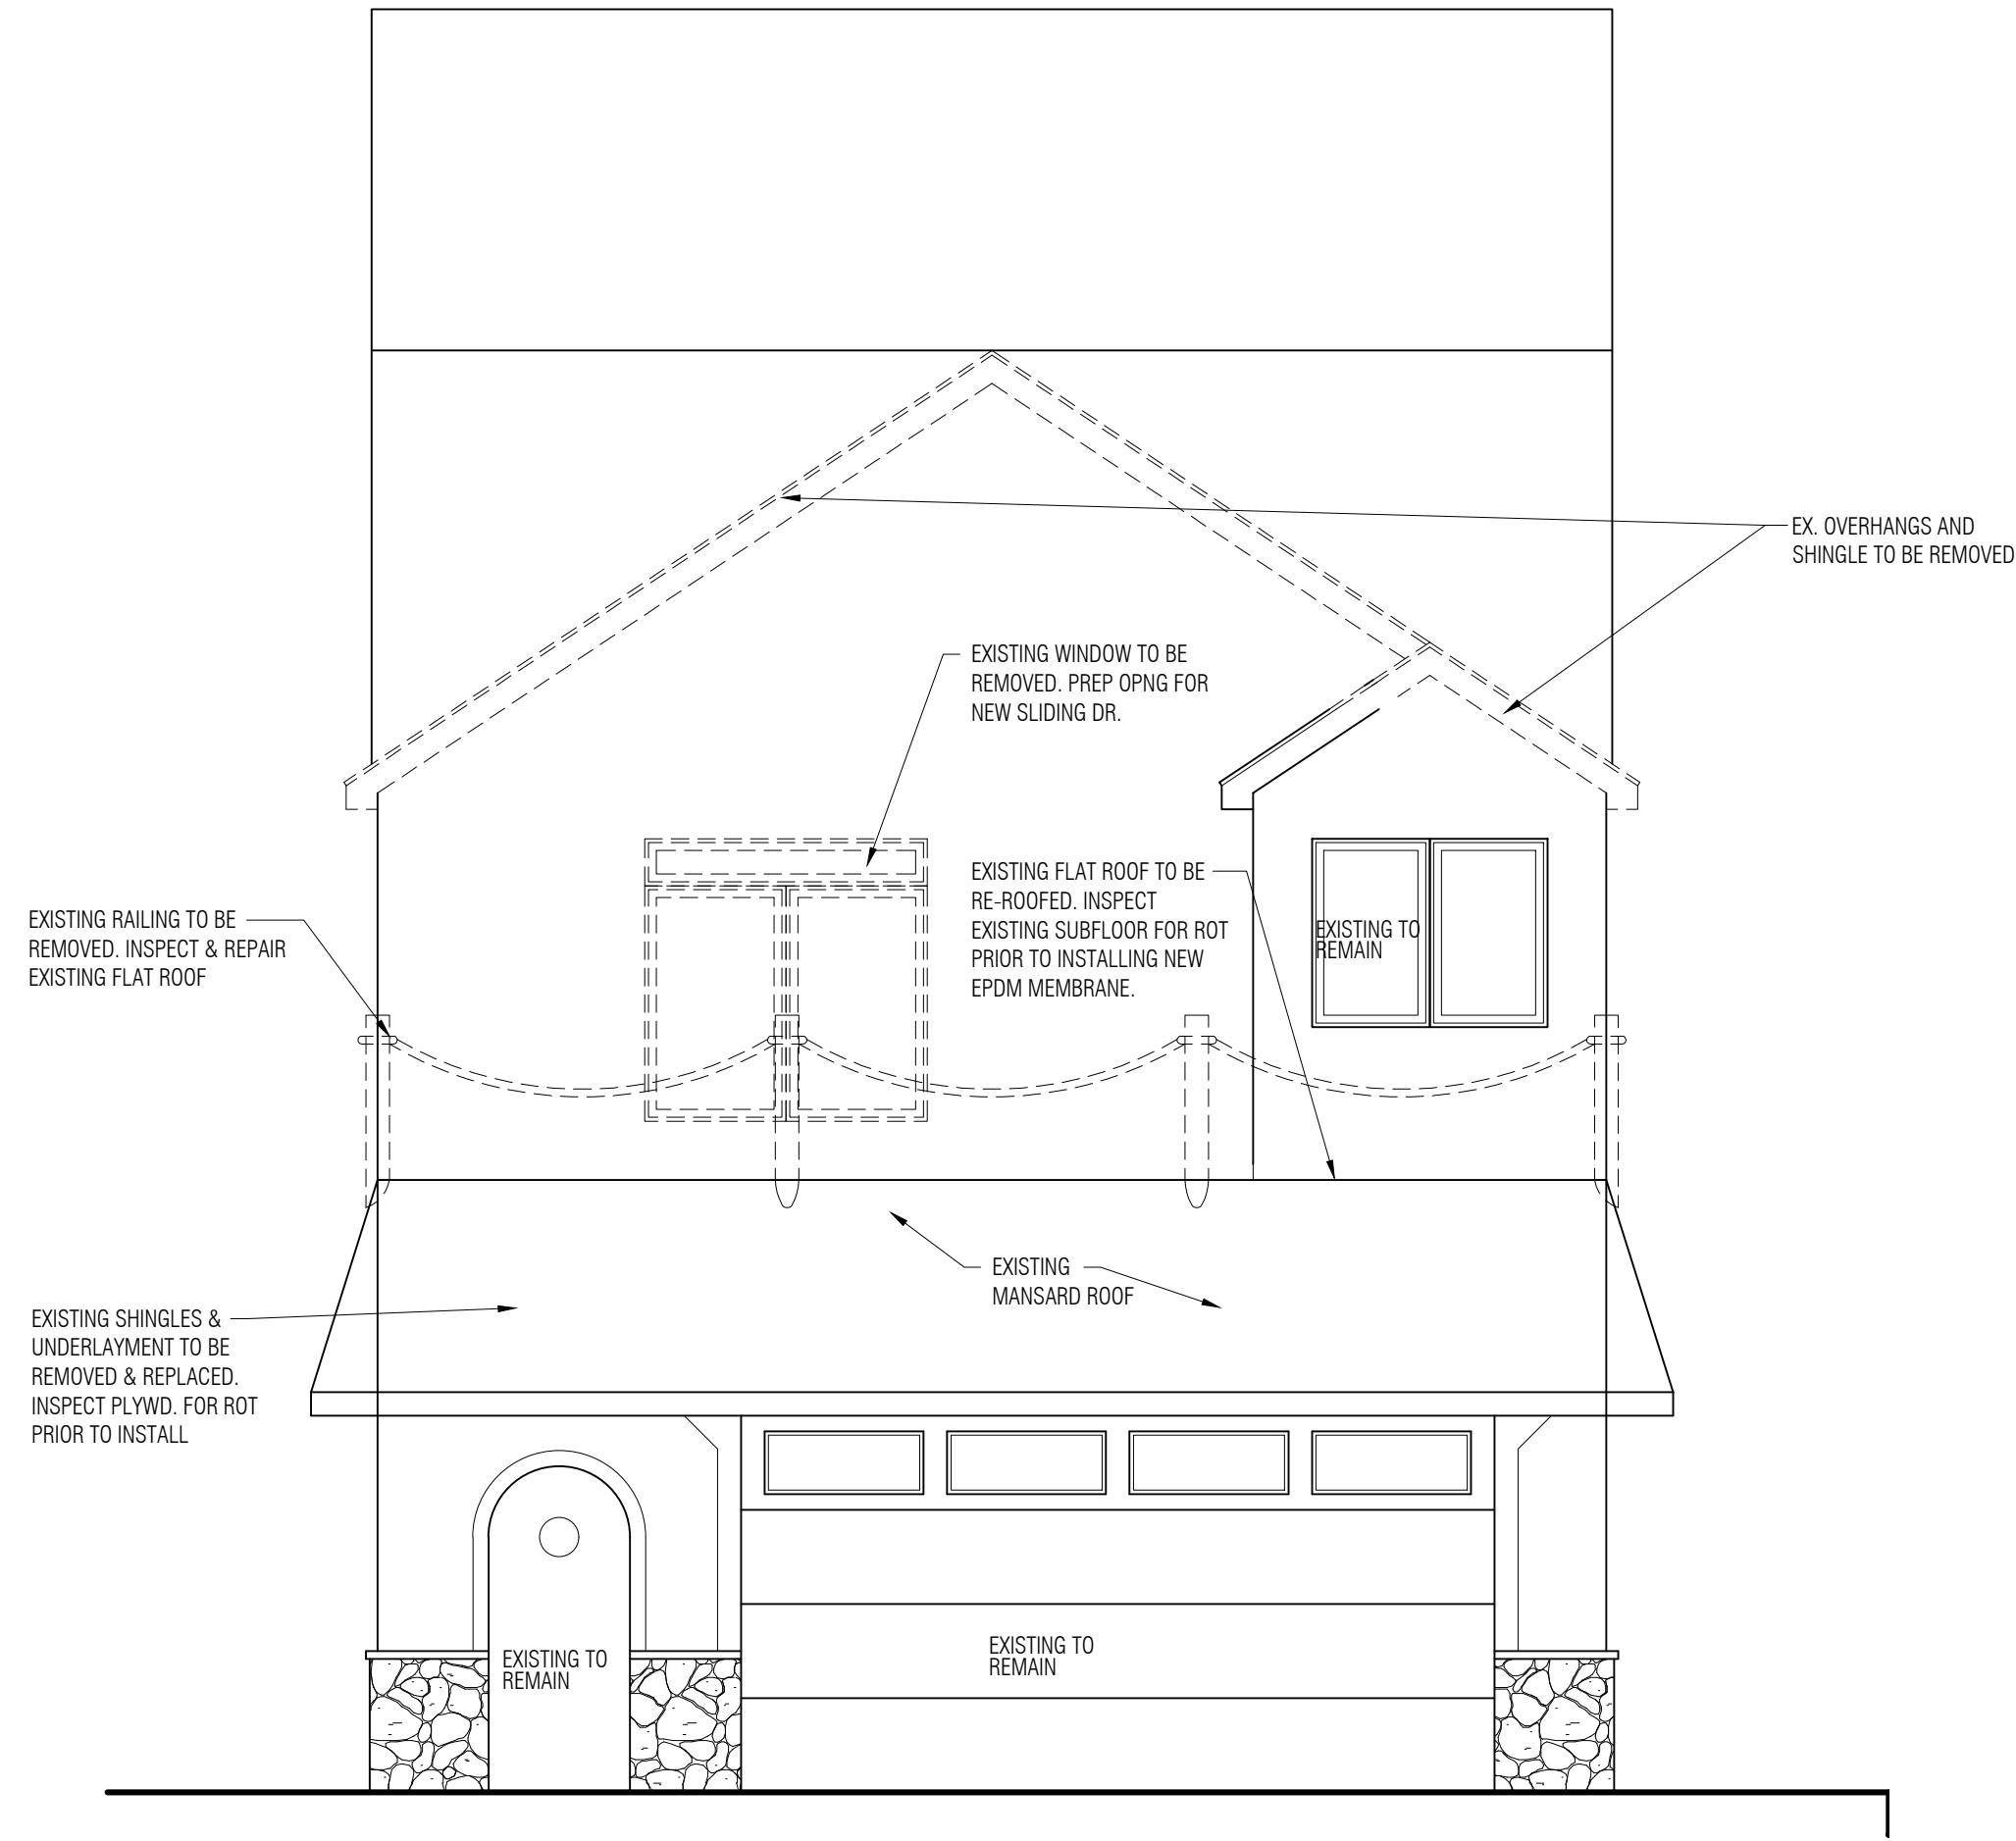 EX. OVERHANGS AND
SHINGLE TO BE REMOVED
EXISTING WINDOW TO BE
REMOVED. PREP OPNG FOR
NEW SLIDING DR.
EXISTING FLAT ROOF TO BE
RE-ROOFED. INSPECT
EXISTING SUBFLOOR FOR ROT
PRIOR TO INSTALLING NEW
EPDM MEMBRANE.
EXISTING TO
REMAIN
EXISTING RAILING TO BE
REMOVED. INSPECT & REPAIR
EXISTING FLAT ROOF
EXISTING
MANSARD ROOF
EXISTING SHINGLES &
UNDERLAYMENT TO BE
REMOVED & REPLACED.
INSPECT PLYWD. FOR ROT
PRIOR TO INSTALL
EXISTING TO
REMAIN
EXISTING TO
REMAIN